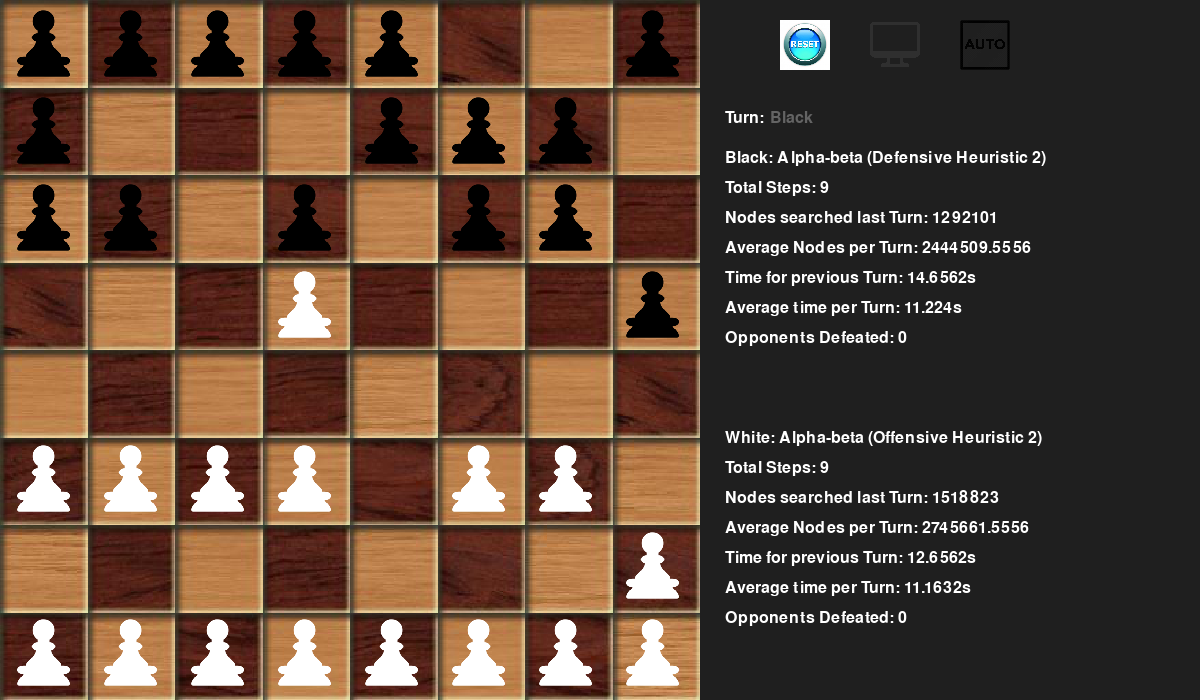 RESET
AUTO
Turn: Black
Black: Alpha-beta (Defensive Heuristic 2)
Total Steps: 9
Nodes searched last Turn: 1292101
Average Nodes per Turn: 2444509.5556
Time for previous Turn: 14.6562s
Average time per Turn: 11.224s
Opponents Defeated: 0
White: Alpha-beta (Offensive Heuristic 2)
Total Steps: 9
Nodes searched last Turn: 1518823
Average Nodes per Turn: 2745661.5556
Time for previous Turn: 12.6562s
Average time per Turn: 11.1632s
Opponents Defeated: 0